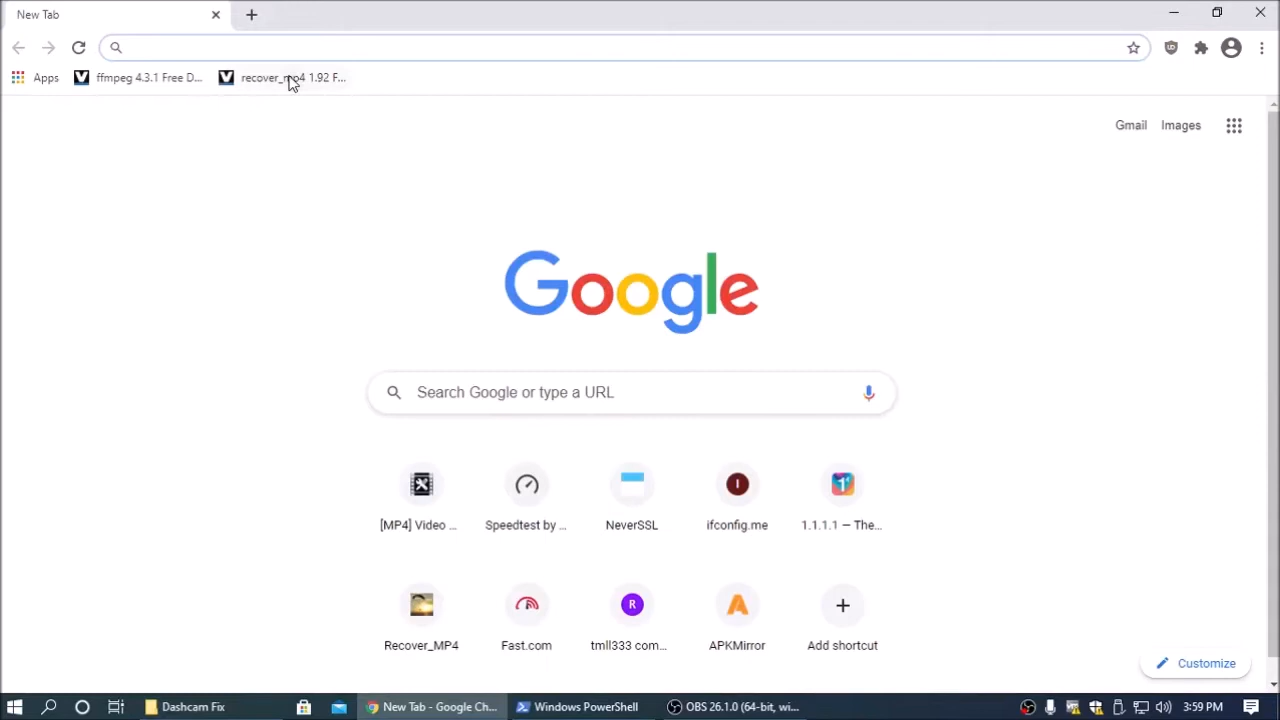 New Tab
Apps
ffmpeg 4.3.1 Free D...
recover_mp4 1.92 F...
Gmail
Images
Google
Search Google or type a URL
[MP4] Video ...
Speedtest by ...
NeverSSL
I
ifconfig.me
1
1.1.1.1 — The...
Recover_MP4
Fast.com
R
tmll333 com...
APKMirror
Add shortcut
Customize
Dashcam Fix
New Tab - Google Ch...
Windows PowerShell
OBS 26.1.0 (64-bit, wi...
3:59 PM